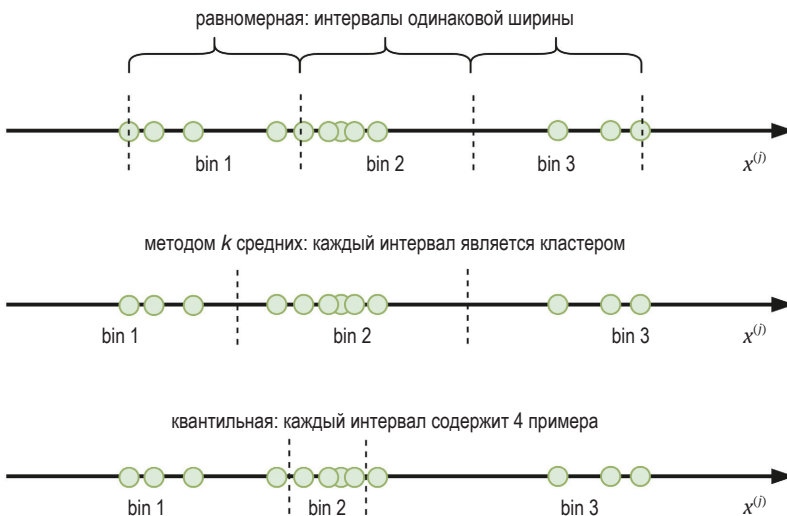 равномерная: интервалы одинаковой ширины
bin 1 bin 2 bin 3 x(j)
методом k средних: каждый интервал является кластером
bin 1 bin 2 bin 3 x(j)
квантильная: каждый интервал содержит 4 примера
bin 1 bin 2 bin 3 x(j)